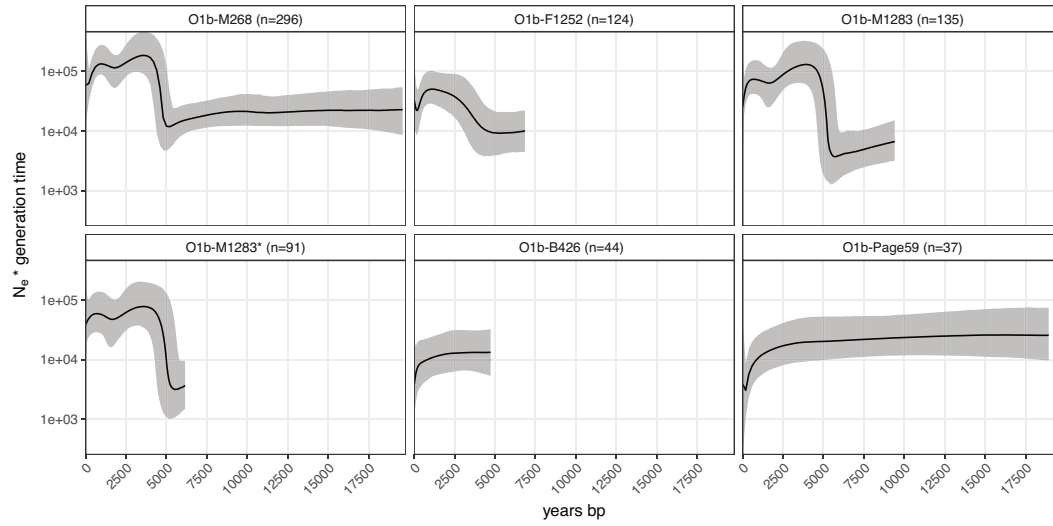 O1b-M268 (n=296) O1b-F1252 (n=124) O1b-M1283 (n=135)
1e+05
1e+04
1e+03
O1b-M1283* (n=91) O1b-B426 (n=44) O1b-Page59 (n=37)
1e+05
1e+04
1e+03
Ne * generation time
0 2500 5000 7500 10000 12500 15000 17500 0 2500 5000 7500 10000 12500 15000 17500 0 2500 5000 7500 10000 12500 15000 17500
years bp